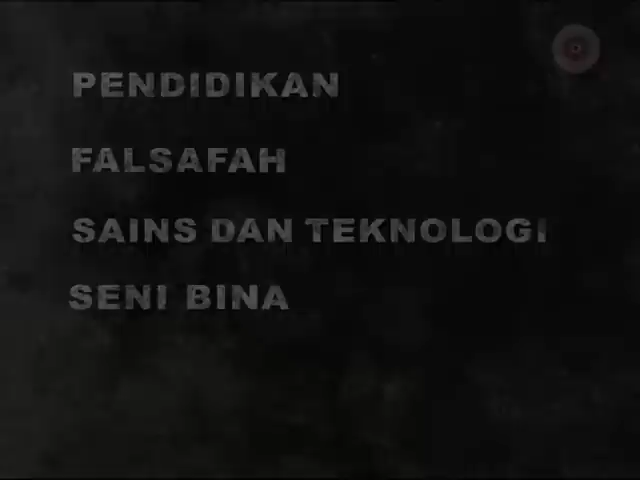 PENDIDIKAN
FALSAFAH
SAINS DAN TEKNOLOGI
SENI BINA